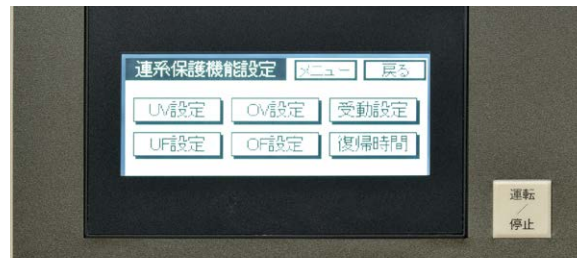 連系保護機能設定 メニュー 戻る
UV設定 OV設定 受動設定
UF設定 OF設定 復帰時間
運転
/
停止